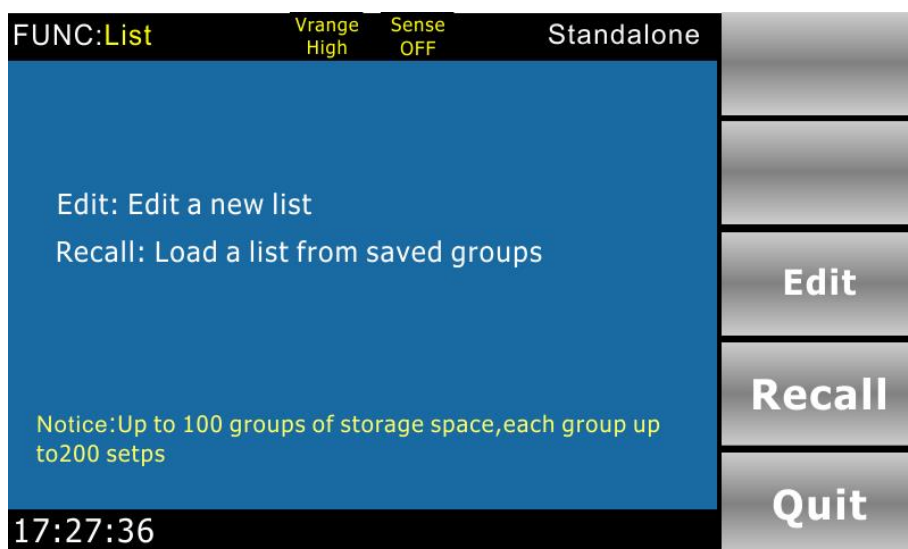 FUNC:List
Vrange
High
Sense
OFF
Standalone
Edit: Edit a new list
Recall: Load a list from saved groups
Notice:Up to 100 groups of storage space,each group up
to200 setps
17:27:36
Edit
Recall
Quit